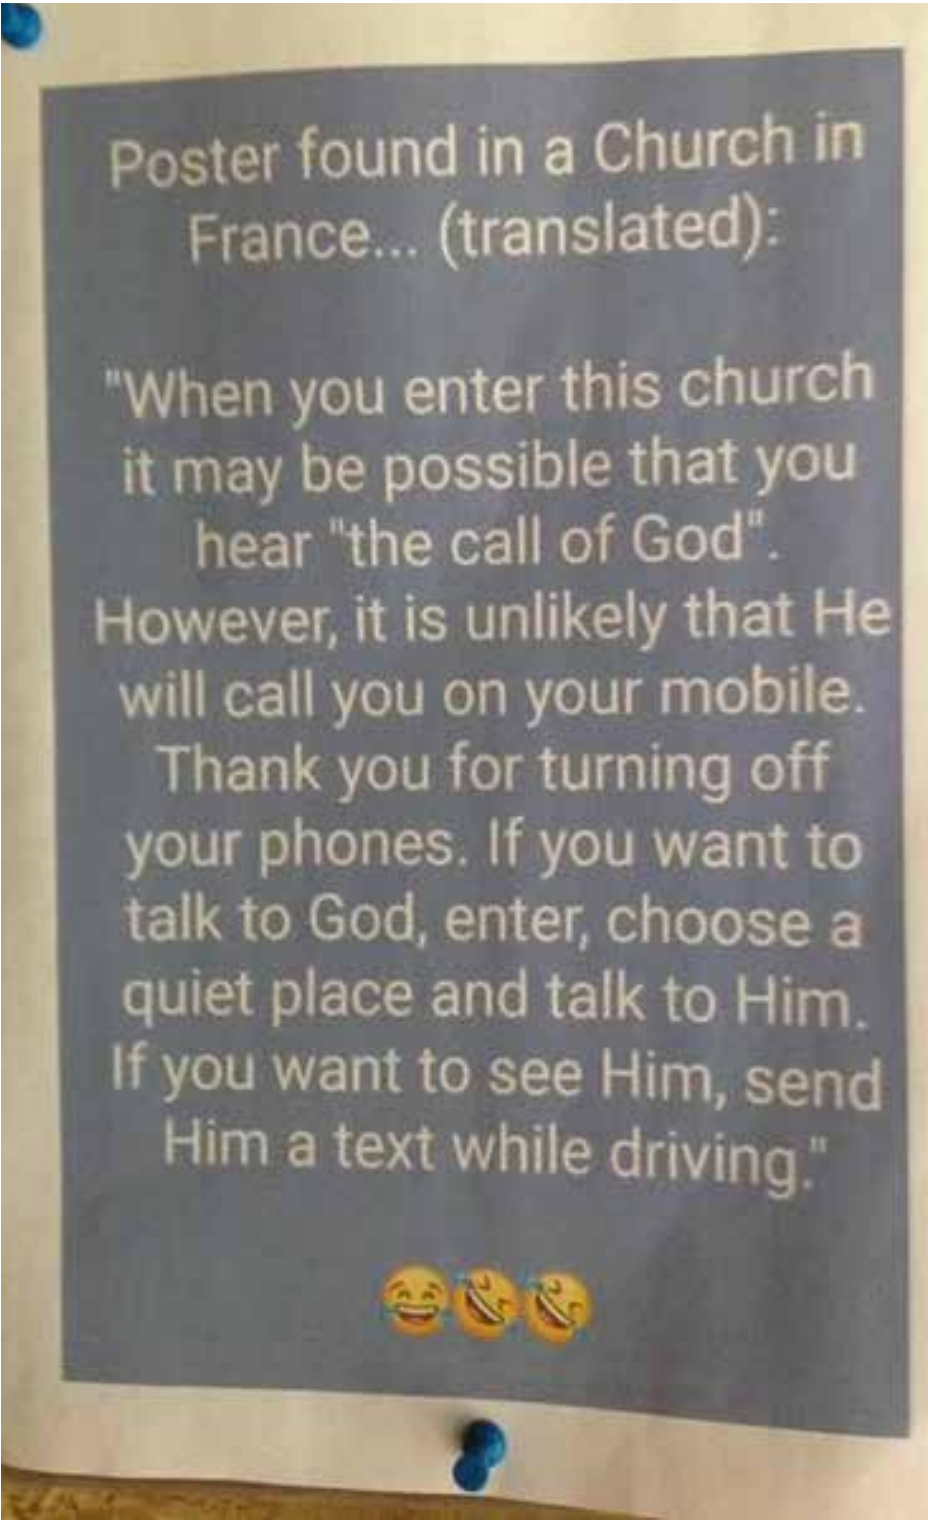 Poster found in a Church in
France... (translated):
"When you enter this church
it may be possible that you
hear "the call of God".
However, it is unlikely that He
will call you on your mobile.
Thank you for turning off
your phones. If you want to
talk to God, enter, choose a
quiet place and talk to Him.
If you want to see Him, send
Him a text while driving."
😂🤣🤣